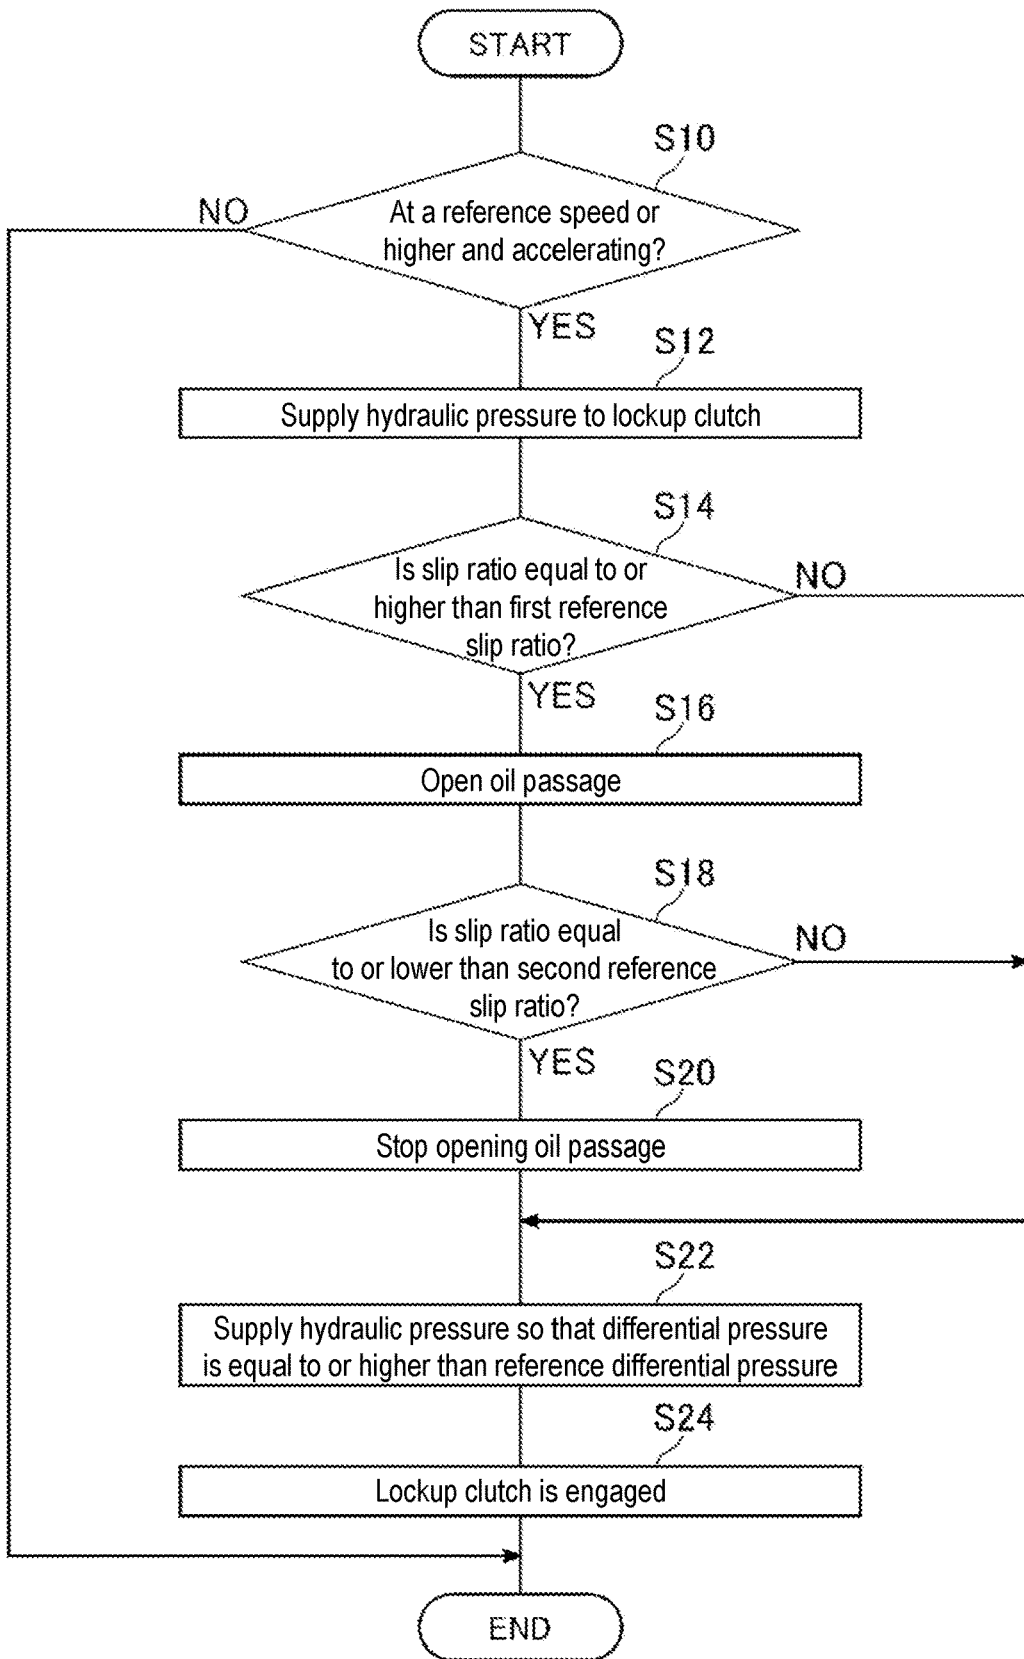 START
S10
NO
At a reference speed or
higher and accelerating?
YES
S12
Supply hydraulic pressure to lockup clutch
S14
NO
Is slip ratio equal to or
higher than first reference
slip ratio?
YES
S16
Open oil passage
S18
NO
Is slip ratio equal
to or lower than second reference
slip ratio?
YES
S20
Stop opening oil passage
S22
Supply hydraulic pressure so that differential pressure
is equal to or higher than reference differential pressure
S24
Lockup clutch is engaged
END